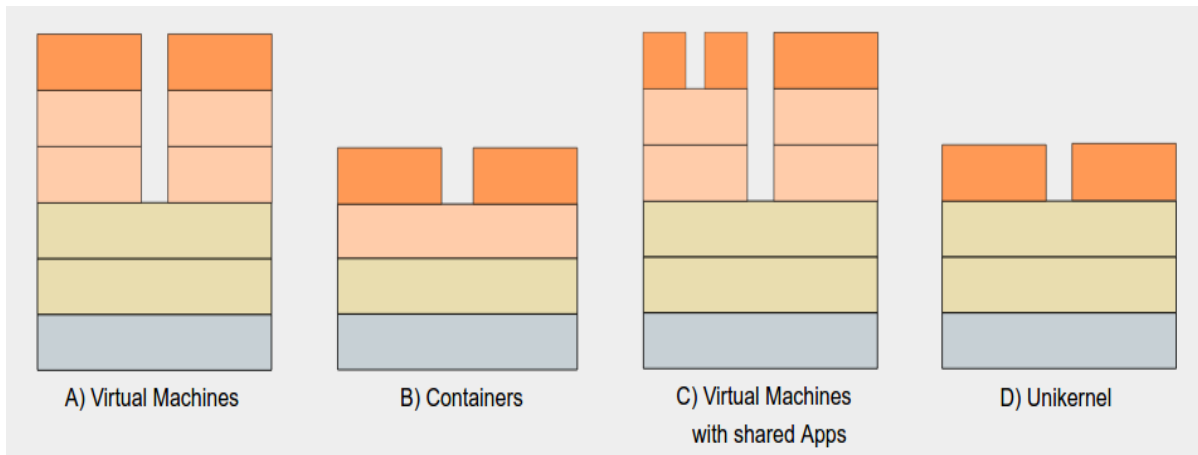 A) Virtual Machines
B) Containers
C) Virtual Machines
with shared Apps
D) Unikernel